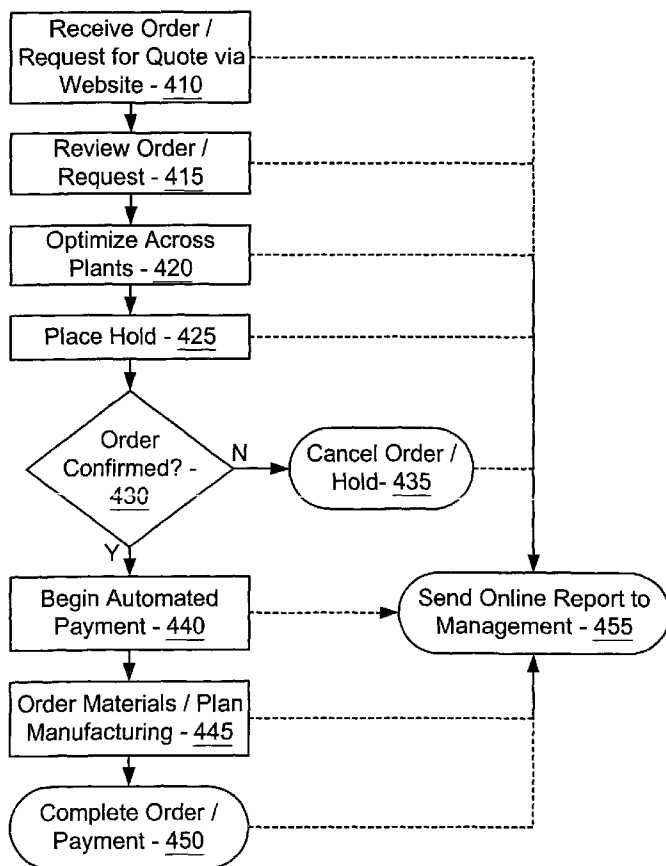 Receive Order /
Request for Quote via
Website - 410
Review Order /
Request - 415
Optimize Across
Plants - 420
Place Hold - 425
Order
Confirmed? -
430
N
Cancel Order /
Hold- 435
Y
Begin Automated
Payment - 440
Send Online Report to
Management - 455
Order Materials / Plan
Manufacturing - 445
Complete Order /
Payment - 450